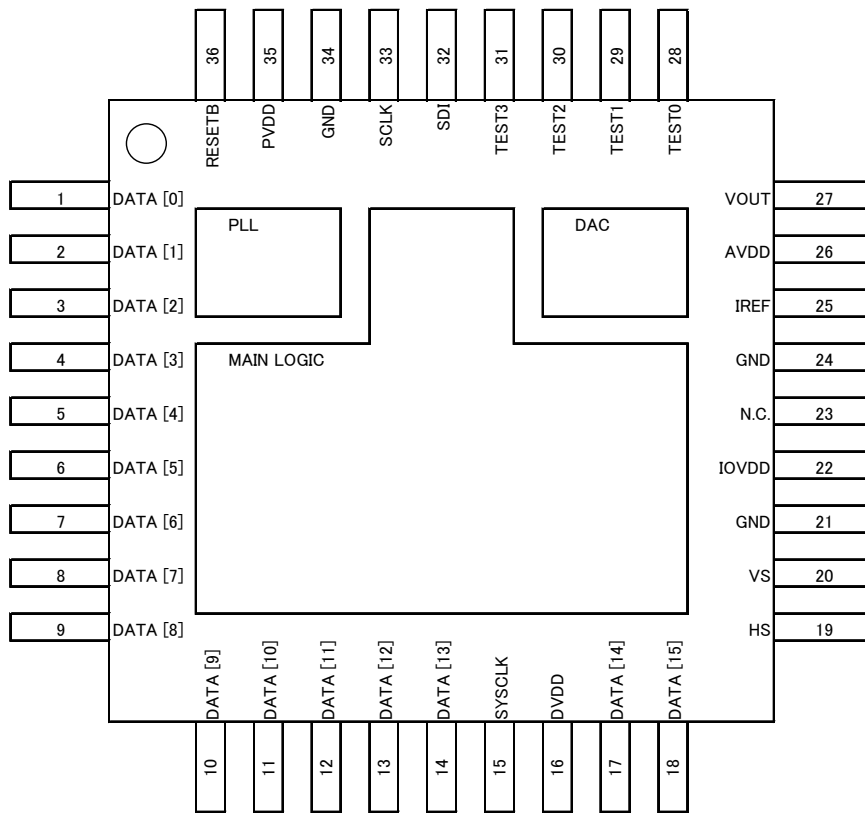 36 35 34 33 32 31 30 29 28
RESETB PVDD GND SCLK SDI TEST3 TEST2 TEST1 TEST0
1 DATA [0] VOUT 27
PLL DAC
2 DATA [1] AVDD 26
3 DATA [2] IREF 25
4 DATA [3] MAIN LOGIC GND 24
5 DATA [4] N.C. 23
6 DATA [5] IOVDD 22
7 DATA [6] GND 21
8 DATA [7] VS 20
9 DATA [8] HS 19
DATA [9] DATA [10] DATA [11] DATA [12] DATA [13] SYSCLK DVDD DATA [14] DATA [15]
10 11 12 13 14 15 16 17 18